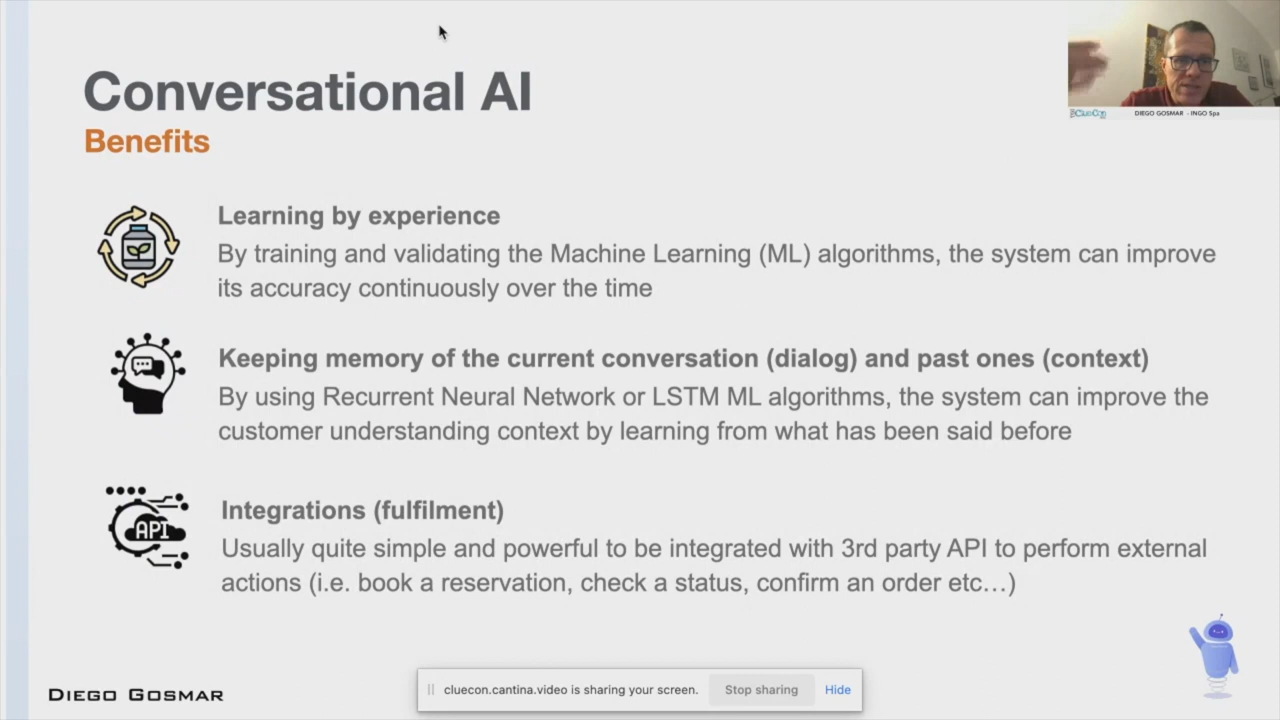 Conversational AI
Benefits
ClueCon
DIEGO GOSMAR - INGO Spa
Learning by experience
By training and validating the Machine Learning (ML) algorithms, the system can improve
its accuracy continuously over the time
Keeping memory of the current conversation (dialog) and past ones (context)
By using Recurrent Neural Network or LSTM ML algorithms, the system can improve the
customer understanding context by learning from what has been said before
API
Integrations (fulfilment)
Usually quite simple and powerful to be integrated with 3rd party API to perform external
actions (i.e. book a reservation, check a status, confirm an order etc...)
DIEGO GOSMAR
cluecon.cantina.video is sharing your screen.
Stop sharing
Hide